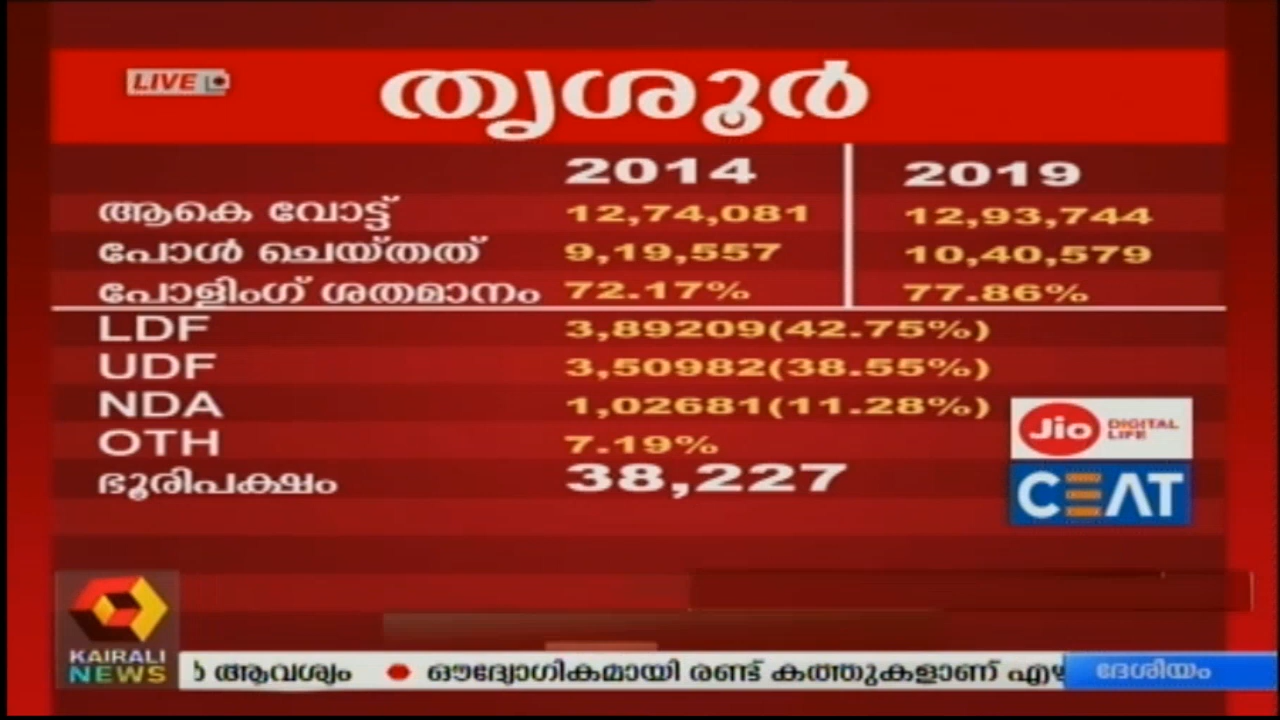 LIVE
തൃശൂർ
2014 2019
ആകെ വോട്ട് 12,74,081 12,93,744
പോൾ ചെയ്തത് 9,19,557 10,40,579
പോളിംഗ് ശതമാനം 72.17% 77.86%
LDF 3,89209(42.75%)
UDF 3,50982(38.55%)
NDA 1,02681(11.28%)
OTH 7.19%
ഭൂരിപക്ഷം 38,227
Jio DIGITAL LIFE
CEAT
KAIRALI
NEWS
ആവശ്യം ● ഔദ്യോഗികമായി രണ്ട് കത്തുകളാണ് ദേശീയം